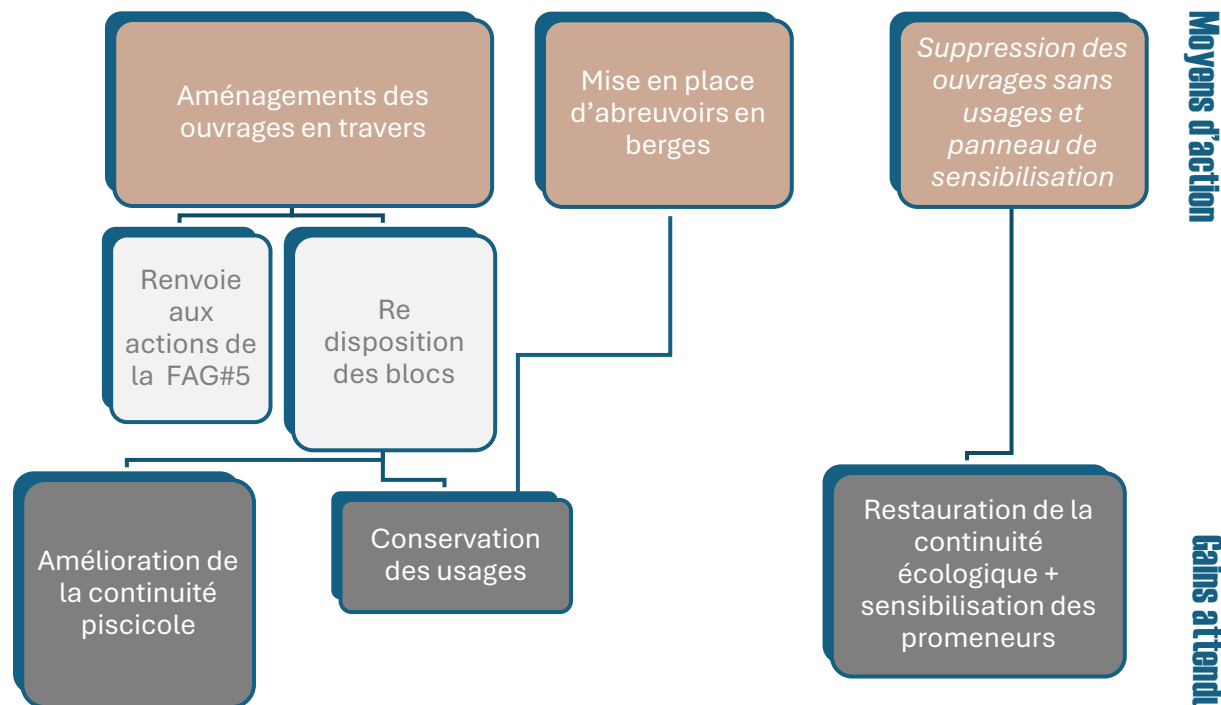 Aménagements des
ouvrages en travers
Mise en place
d’abreuvoirs en
berges
Suppression des
ouvrages sans
usages et
panneau de
sensibilisation
Moyens d'action
Renvoie
aux
actions de
la FAG#5
Re
disposition
des blocs
Amélioration de
la continuité
piscicole
Conservation
des usages
Restauration de la
continuité
écologique +
sensibilisation des
promeneurs
Gains